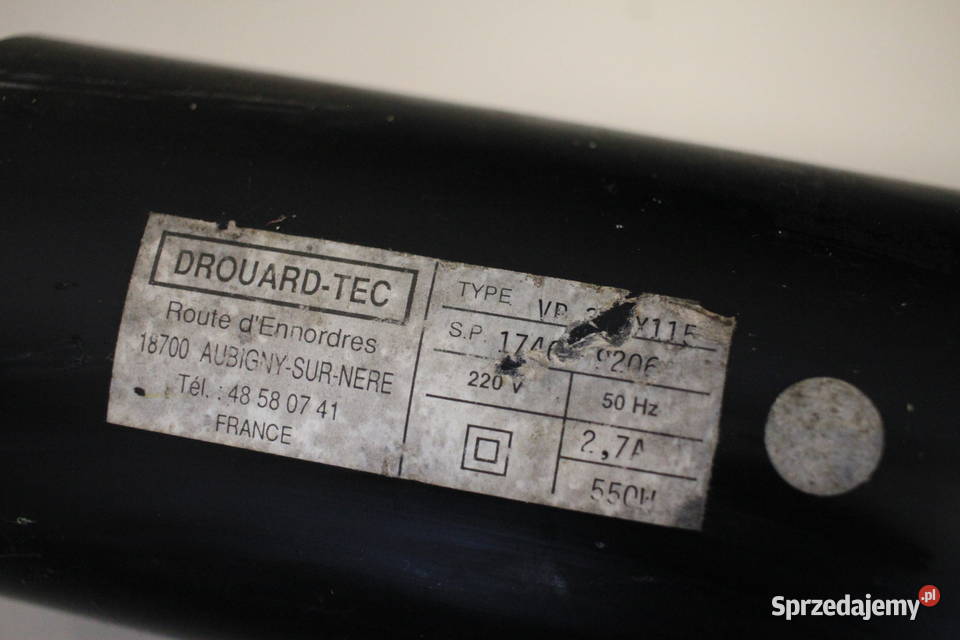 DROUARD-TEC
Route d'Ennordres
18700 AUBIGNY-SUR-NERE
Tél. : 48 58 07 41
FRANCE
TYPE
S.P.
220 V
50 Hz
2,7A
550W
Sprzedajemy.pl